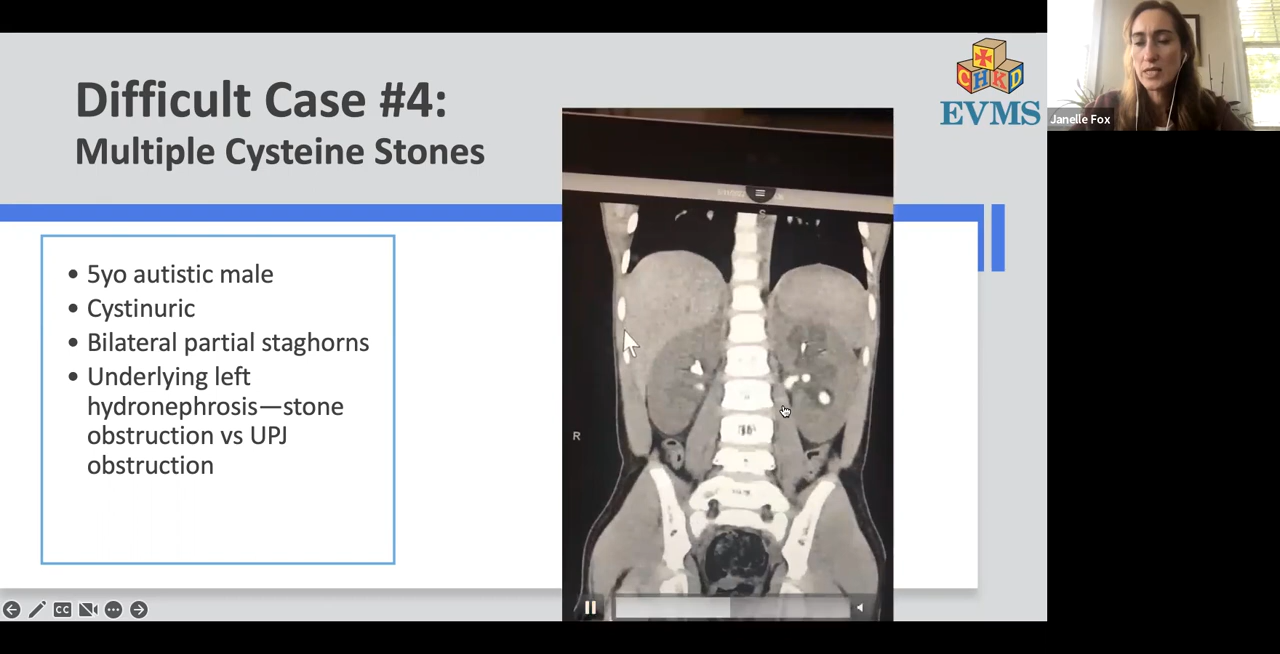 Difficult Case #4:
Multiple Cysteine Stones
CHKD
EVMS
Janelle Fox
• 5yo autistic male
• Cystinuric
• Bilateral partial staghorns
• Underlying left
hydronephrosis—stone
obstruction vs UPJ
obstruction
S
R
CC